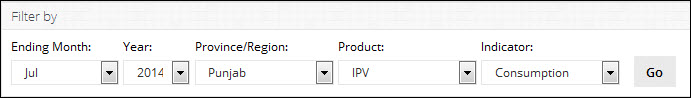 Filter by
Ending Month: Year: Province/Region: Product: Indicator:
Jul 2014 Punjab IPV Consumption Go